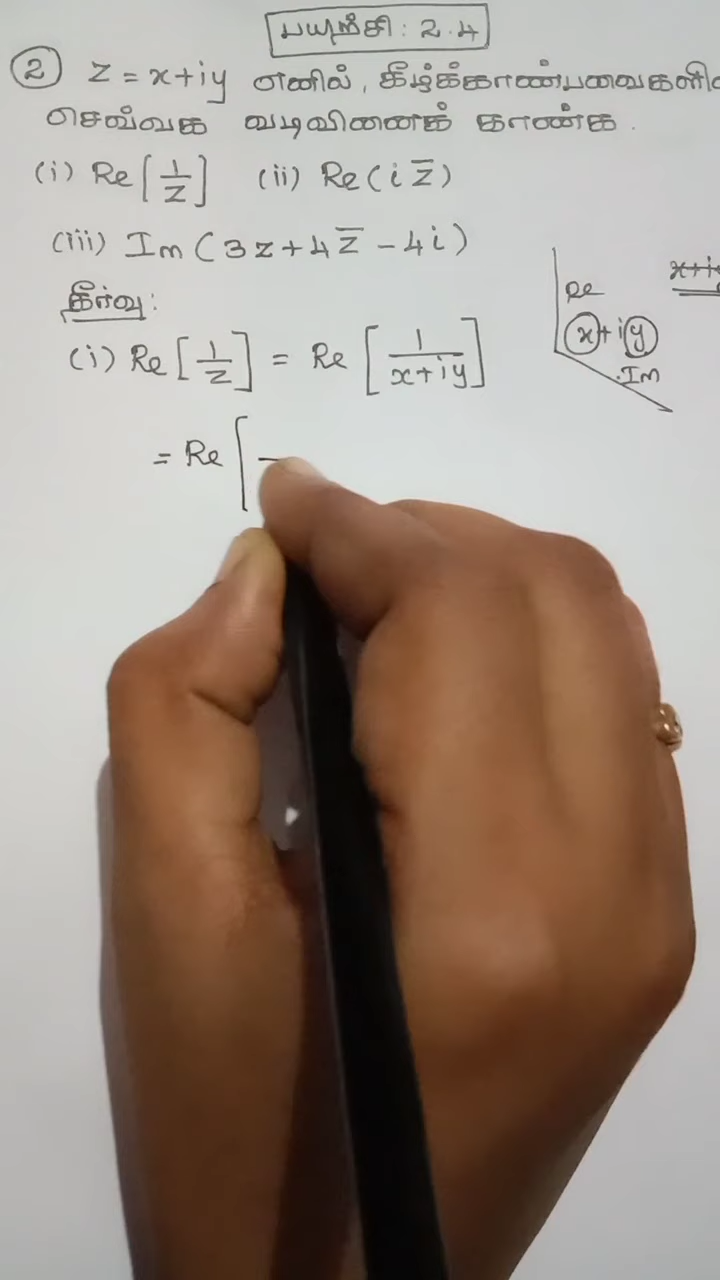 பயிற்சி : 2.4
② z = x+iy எனில், கீழ்க்காண்பவைகளின்
செவ்வக வடிவினைக் காண்க.
(i) Re[1/z] (ii) Re(i z̅)
(iii) Im(3z+4z̅-4i)
தீர்வு:
(i) Re[1/z] = Re[1/(x+iy)]
= Re[
Re
x+iy
Im